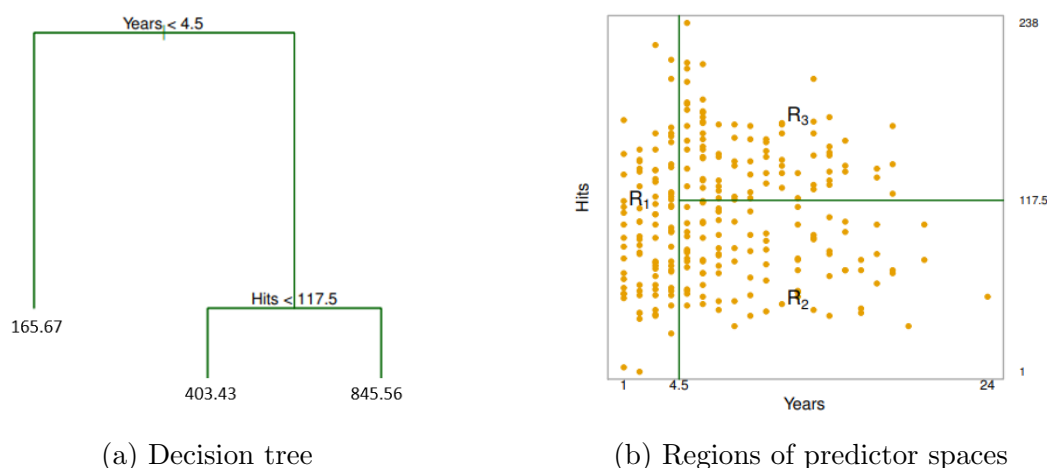 Years < 4.5
Hits < 117.5
165.67
403.43
845.56
(a) Decision tree
238
R3
R1
117.5
Hits
R2
1
1
4.5
24
Years
(b) Regions of predictor spaces